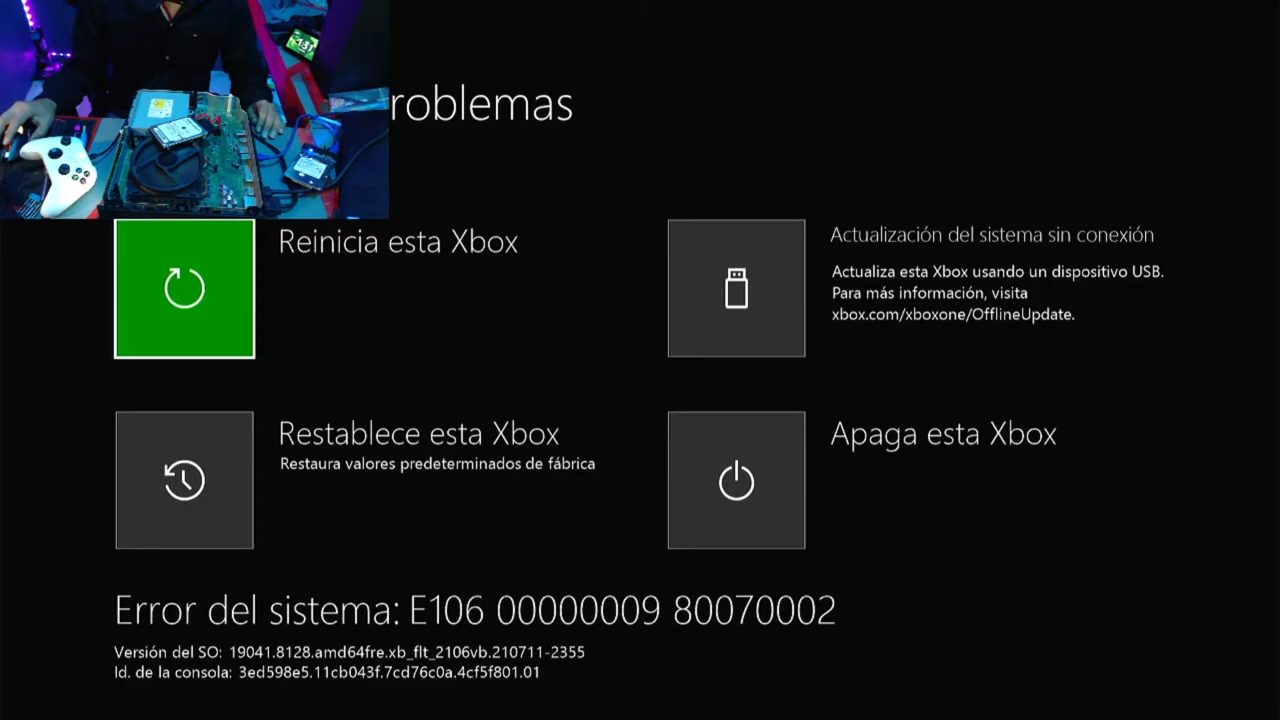 roblemas
Reinicia esta Xbox
Actualización del sistema sin conexión
Actualiza esta Xbox usando un dispositivo USB.
Para más información, visita
xbox.com/xboxone/OfflineUpdate.
Restablece esta Xbox
Restaura valores predeterminados de fábrica
Apaga esta Xbox
Error del sistema: E106 00000009 80070002
Versión del SO: 19041.8128.amd64fre.xb_flt_2106vb.210711-2355
Id. de la consola: 3ed598e5.11cb043f.7cd76c0a.4cf5f801.01